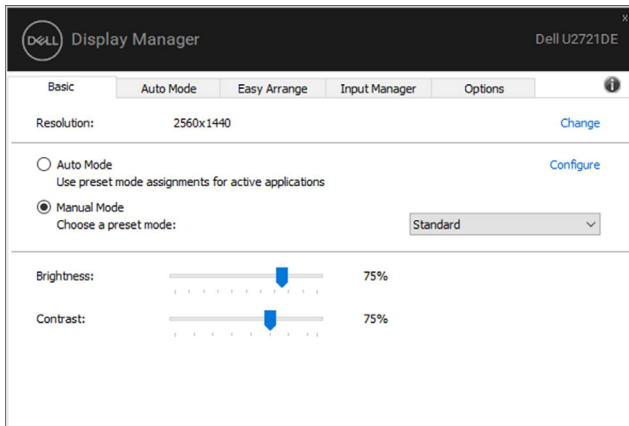 x
DELL Display Manager Dell U2721DE
Basic Auto Mode Easy Arrange Input Manager Options i
Resolution: 2560x1440 Change
Auto Mode Configure
Use preset mode assignments for active applications
Manual Mode
Choose a preset mode: Standard
Brightness: 75%
Contrast: 75%